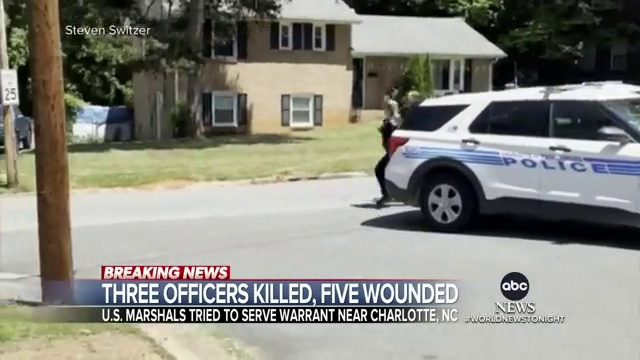 Steven Switzer
25
POLICE
BREAKING NEWS
THREE OFFICERS KILLED, FIVE WOUNDED
U.S. MARSHALS TRIED TO SERVE WARRANT NEAR CHARLOTTE, NC
abc
NEWS
#WORLDNEWSTONIGHT